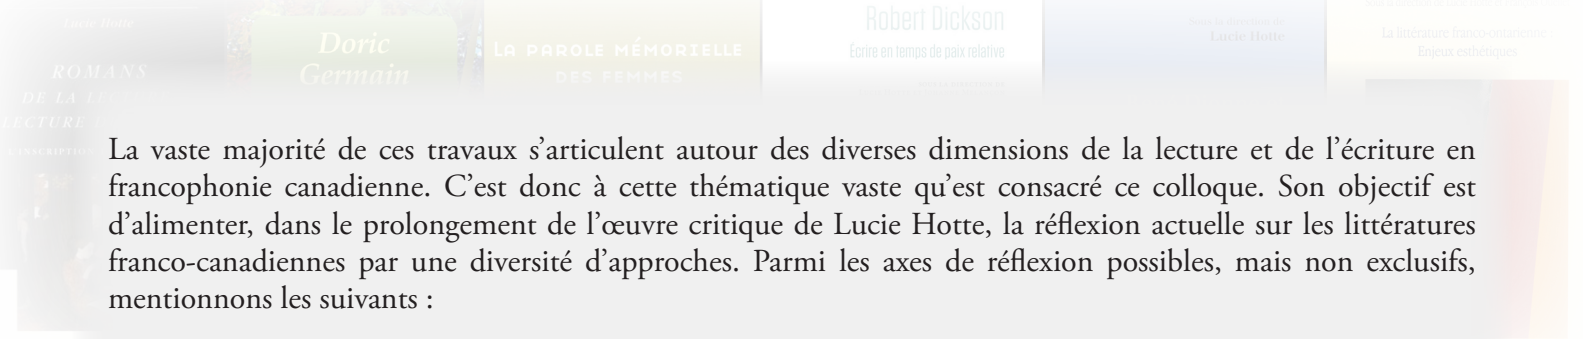 Lucie Hotte
ROMANS
DE LA
LECTURE
Doric
Germain
LA PAROLE MÉMORIELLE
DES FEMMES
Robert Dickson
Écrire en temps de paix relative
Sous la direction de
Lucie Hotte
La littérature franco-ontarienne :
Enjeux esthétiques
La vaste majorité de ces travaux s’articulent autour des diverses dimensions de la lecture et de l’écriture en
francophonie canadienne. C’est donc à cette thématique vaste qu’est consacré ce colloque. Son objectif est
d’alimenter, dans le prolongement de l’œuvre critique de Lucie Hotte, la réflexion actuelle sur les littératures
franco-canadiennes par une diversité d’approches. Parmi les axes de réflexion possibles, mais non exclusifs,
mentionnons les suivants :